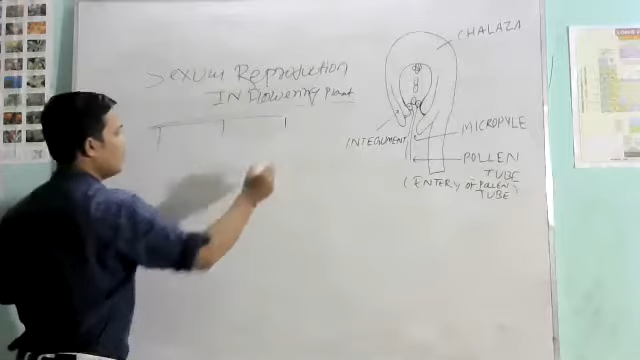 Sexual Reproduction
IN Flowering Plant
CHALAZA
INTEGUMENT
MICROPYLE
POLLEN
TUBE
(ENTERY of POLLEN
TUBE)